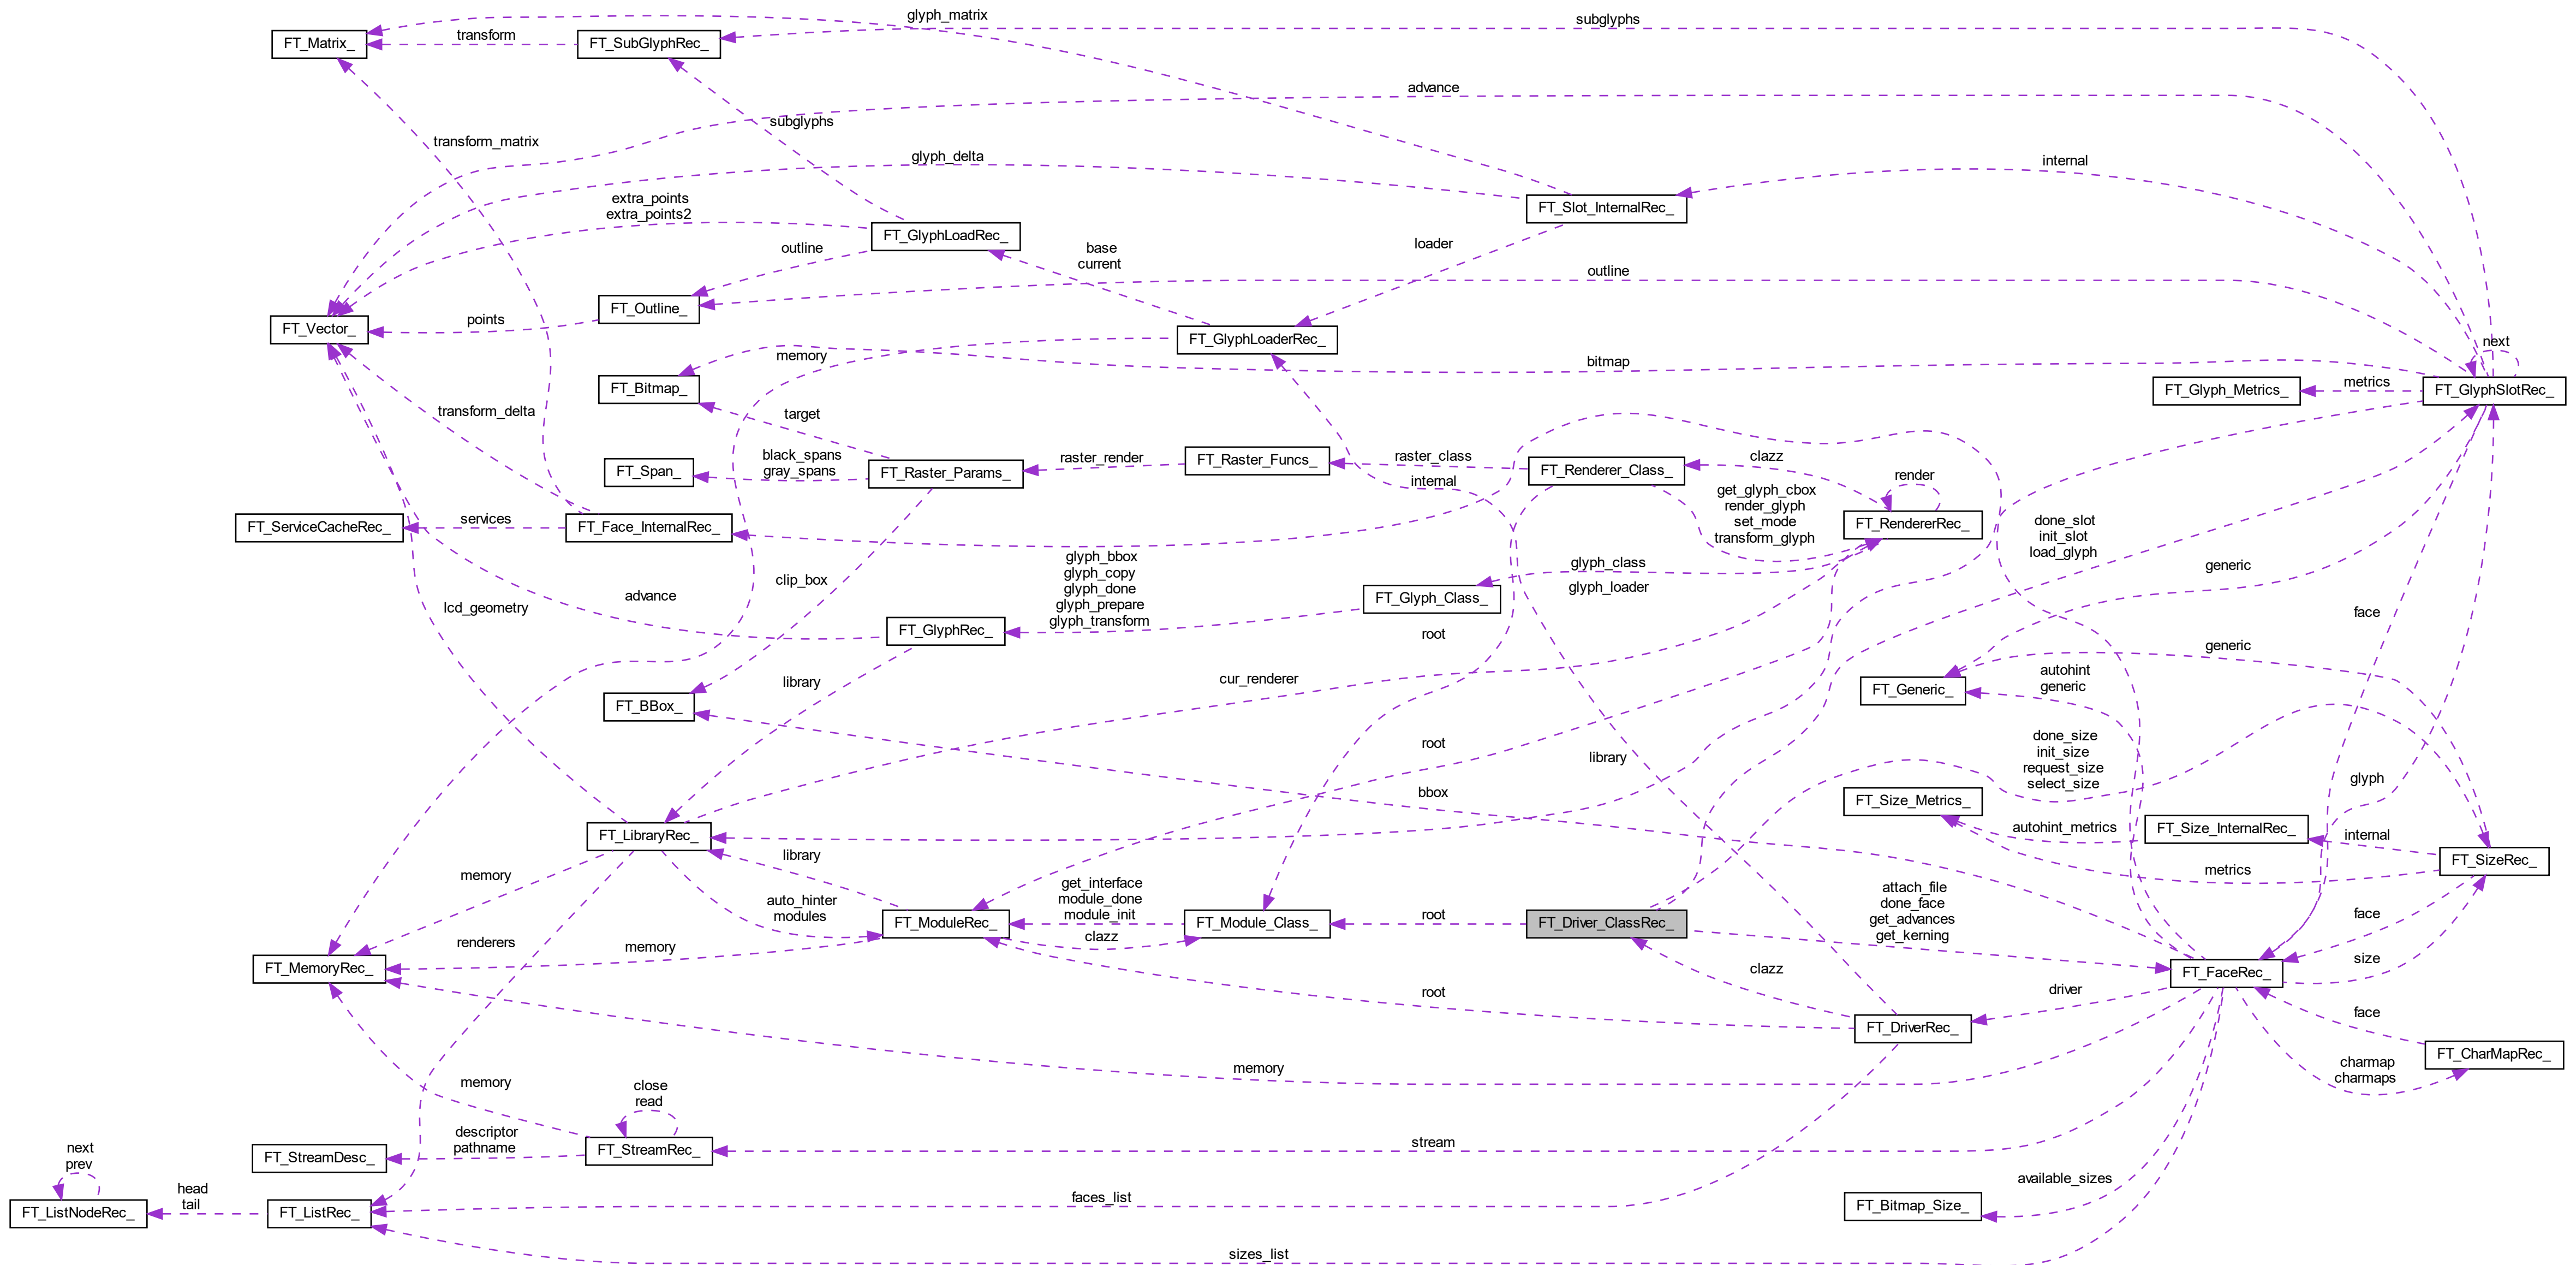 glyph_matrix
subglyphs
FT_Matrix_
transform
FT_SubGlyphRec_
advance
subglyphs
transform_matrix
glyph_delta
internal
extra_points
extra_points2
FT_Slot_InternalRec_
FT_GlyphLoadRec_
outline
base
current
loader
outline
FT_Outline_
points
FT_Vector_
FT_GlyphLoaderRec_
next
memory
bitmap
FT_Bitmap_
metrics
FT_Glyph_Metrics_
FT_GlyphSlotRec_
transform_delta
target
black_spans
gray_spans
raster_render
FT_Raster_Funcs_
raster_class
clazz
FT_Span_
FT_Raster_Params_
FT_Renderer_Class_
render
internal
get_glyph_cbox
render_glyph
set_mode
transform_glyph
FT_ServiceCacheRec_
services
FT_Face_InternalRec_
FT_RendererRec_
done_slot
init_slot
load_glyph
glyph_bbox
glyph_copy
glyph_done
glyph_prepare
glyph_transform
glyph_class
glyph_loader
generic
clip_box
advance
lcd_geometry
FT_Glyph_Class_
face
FT_GlyphRec_
root
generic
library
cur_renderer
autohint
generic
FT_Generic_
FT_BBox_
root
library
done_size
init_size
request_size
select_size
glyph
bbox
FT_Size_Metrics_
autohint_metrics
FT_Size_InternalRec_
internal
FT_LibraryRec_
library
FT_SizeRec_
memory
metrics
get_interface
module_done
module_init
attach_file
done_face
get_advances
get_kerning
auto_hinter
modules
FT_ModuleRec_
clazz
FT_Module_Class_
root
FT_Driver_ClassRec_
face
renderers
memory
size
FT_MemoryRec_
clazz
FT_FaceRec_
root
driver
face
FT_DriverRec_
FT_CharMapRec_
memory
charmap
charmaps
memory
close
read
descriptor
pathname
FT_StreamDesc_
FT_StreamRec_
stream
next
prev
head
tail
FT_ListNodeRec_
FT_ListRec_
faces_list
available_sizes
FT_Bitmap_Size_
sizes_list